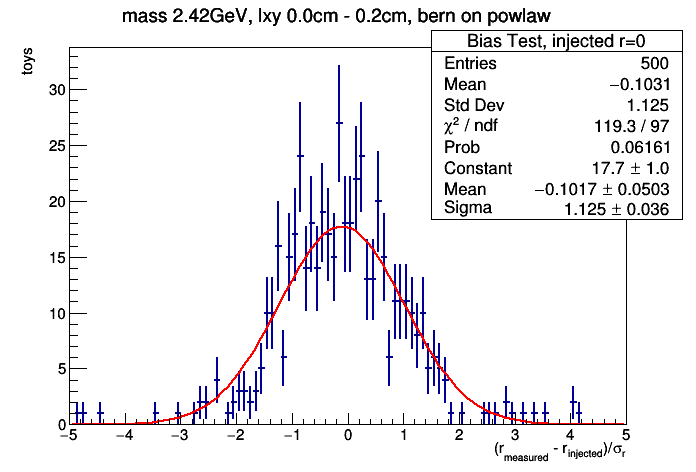 mass 2.42GeV, lxy 0.0cm - 0.2cm, bern on powlaw
Bias Test, injected r=0
Entries 500
Mean −0.1031
Std Dev 1.125
χ² / ndf 119.3 / 97
Prob 0.06161
Constant 17.7 ± 1.0
Mean −0.1017 ± 0.0503
Sigma 1.125 ± 0.036
toys
30
25
20
15
10
5
0
−5 −4 −3 −2 −1 0 1 2 3 4 5
(r_measured - r_injected)/σ_r